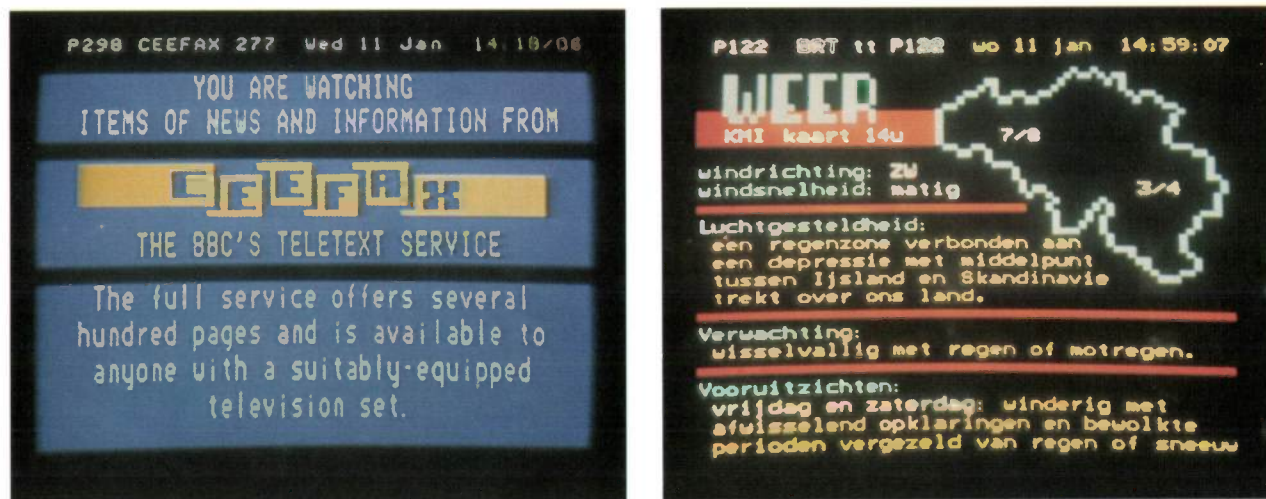 P298 CEEFAX 277 Wed 11 Jan 14:18/06
YOU ARE WATCHING
ITEMS OF NEWS AND INFORMATION FROM
CEEFAX
THE BBC'S TELETEXT SERVICE
The full service offers several
hundred pages and is available to
anyone with a suitably-equipped
television set.
P122 BRT tt P122 wo 11 jan 14:59:07
WEER
KMI kaart 14u
7/8
3/4
windrichting: ZW
windsnelheid: matig
Luchtgesteldheid:
een regenzone verbonden aan
een depressie met middelpunt
tussen Ijsland en Skandinavie
trekt over ons land.
Verwachting:
wisselvallig met regen of motregen.
Vooruitzichten:
vrijdag en zaterdag: winderig met
afwisselend opklaringen en bewolkte
perioden vergezeld van regen of sneeuw